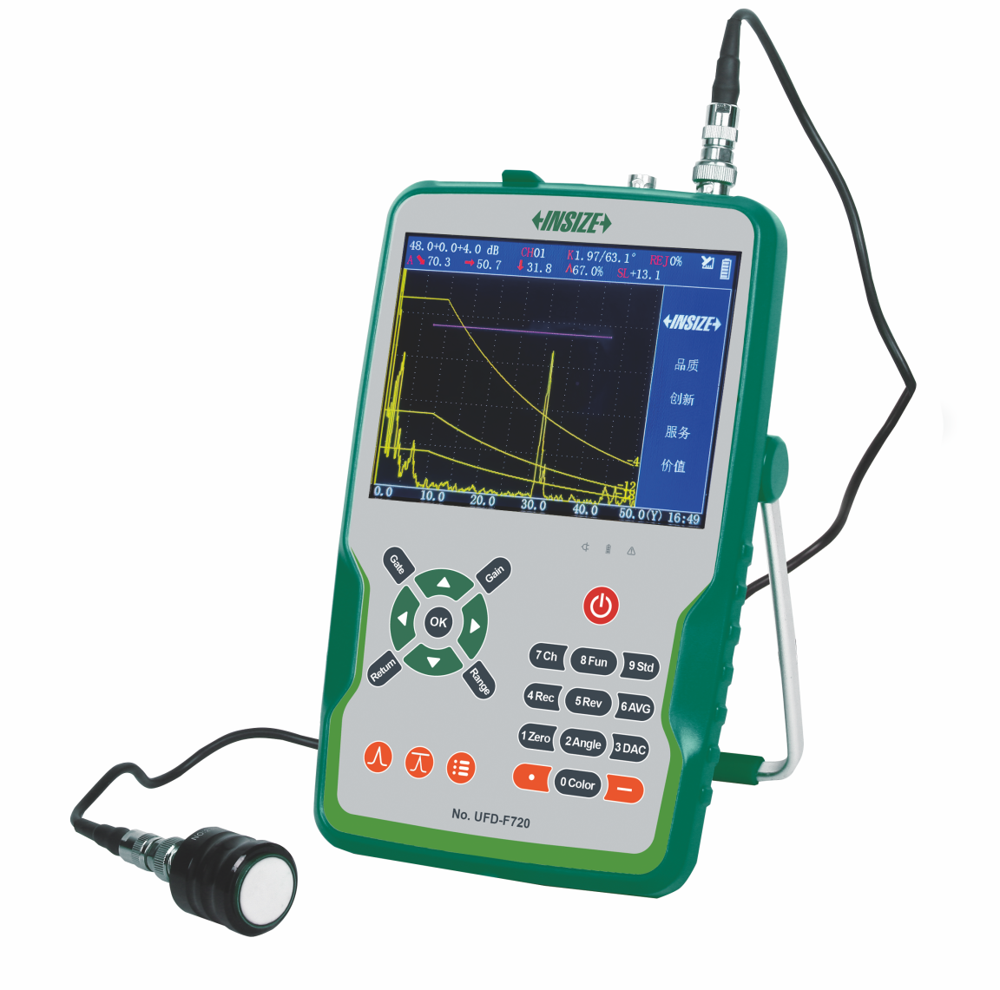 INSIZE
48.0+0.0+4.0 dB CH01 K1.97/63.1° REJ0%
A 70.3 50.7 31.8 Λ67.0% SL+13.1
INSIZE
品质
创新
服务
价值
-4
0.0 10.0 20.0 30.0 40.0 50.0(Y) 16:49
Gate
Gain
OK
Return
Range
7 Ch 8 Fun 9 Std
4 Rec 5 Rev 6 AVG
1 Zero 2 Angle 3 DAC
0 Color
No. UFD-F720